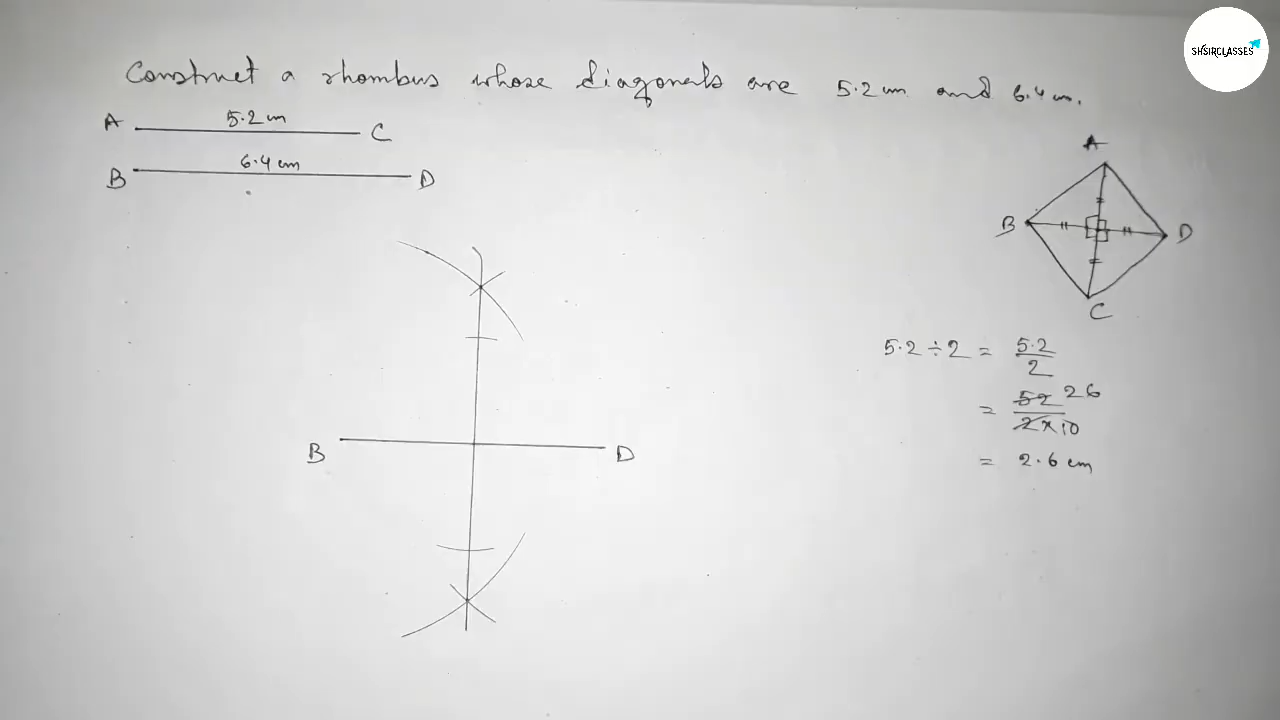 SHSIRCLASSES
Construct a rhombus whose diagonals are 5.2 cm and 6.4 cm.
A 5.2 cm C
B 6.4 cm D
A
B D
C
5.2 ÷ 2 = 5.2/2
= 52 26 / 2×10
= 2.6 cm
B D